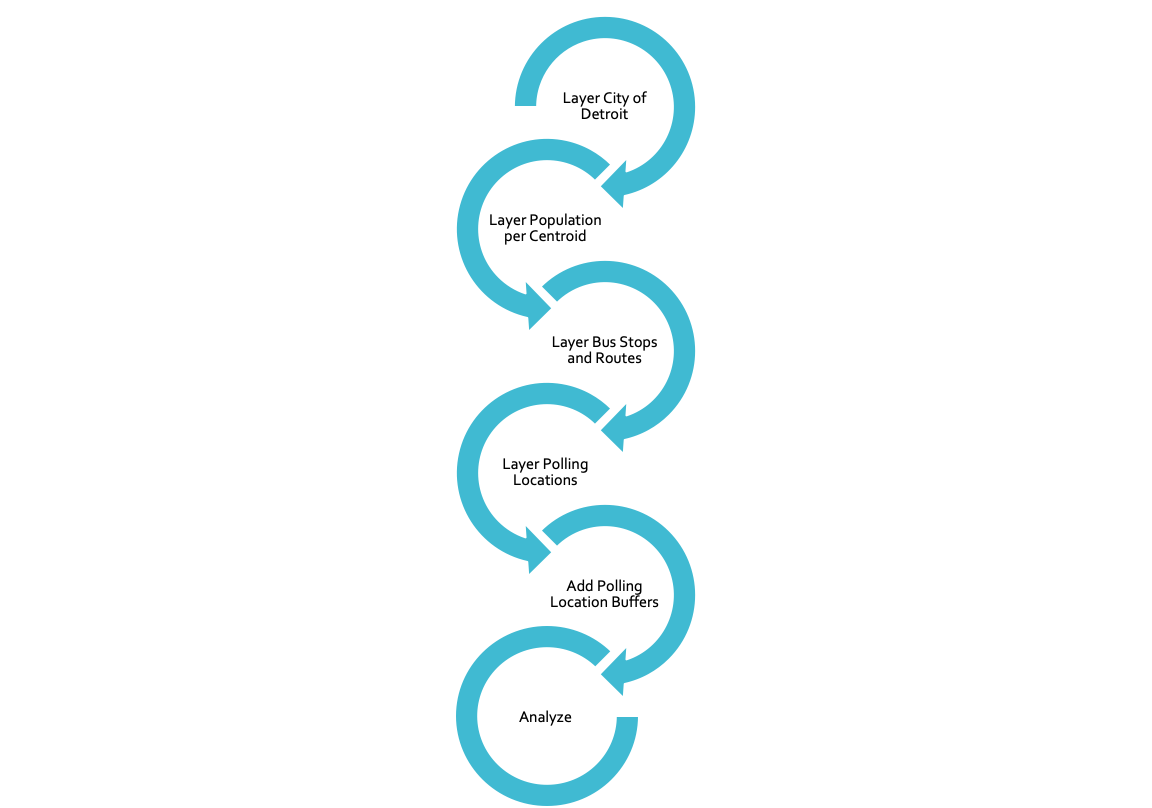 Layer City of
Detroit
Layer Population
per Centroid
Layer Bus Stops
and Routes
Layer Polling
Locations
Add Polling
Location Buffers
Analyze